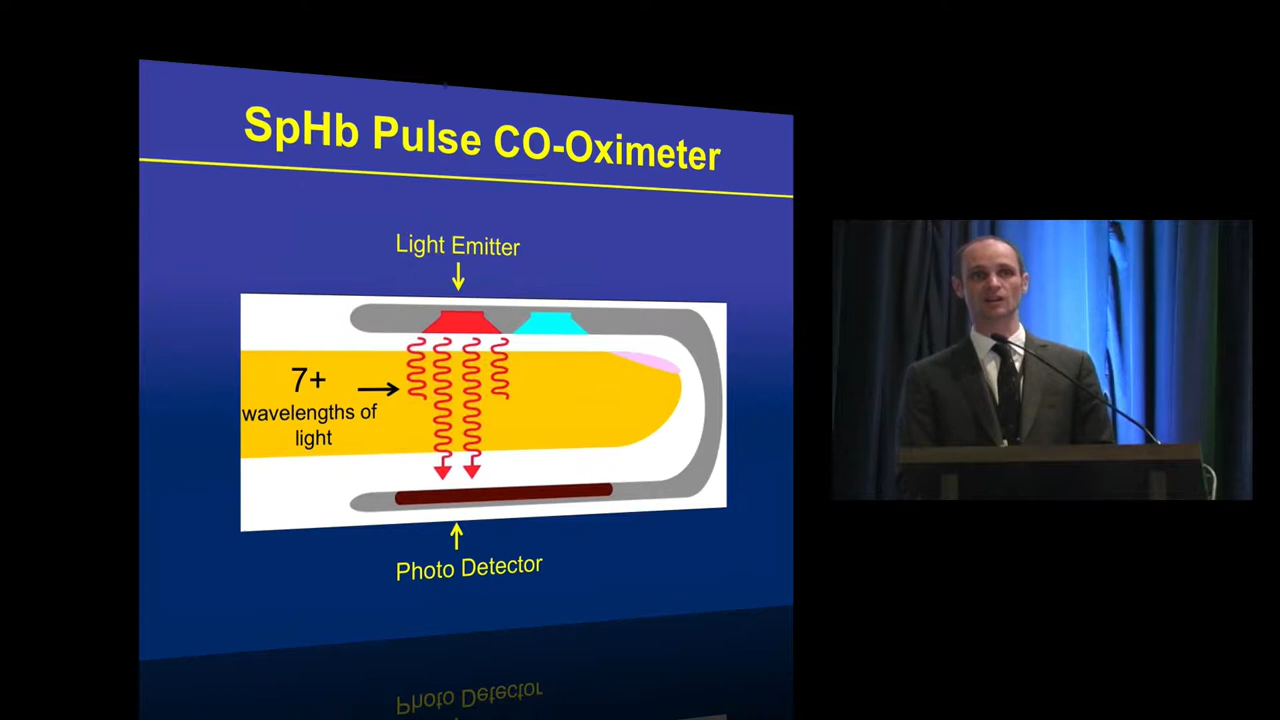 SpHb Pulse CO-Oximeter
Light Emitter
7+
wavelengths of
light
Photo Detector
Photo Detector